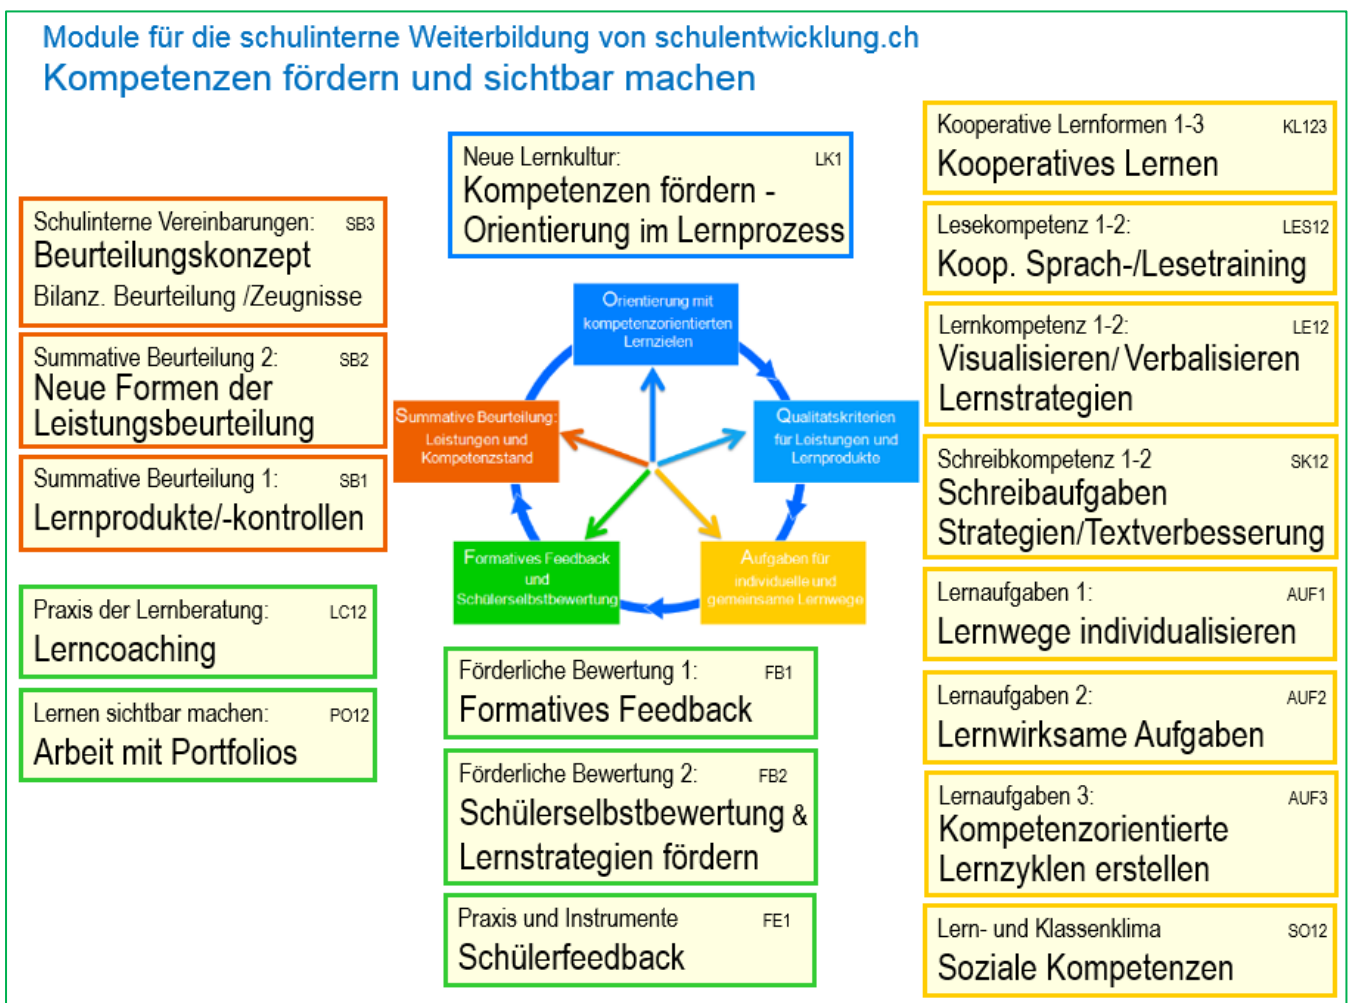 Module für die schulinterne Weiterbildung von schulentwicklung.ch
Kompetenzen fördern und sichtbar machen
Neue Lernkultur: LK1
Kompetenzen fördern -
Orientierung im Lernprozess
Schulinterne Vereinbarungen: SB3
Beurteilungskonzept
Bilanz. Beurteilung /Zeugnisse
Summative Beurteilung 2: SB2
Neue Formen der
Leistungsbeurteilung
Summative Beurteilung 1: SB1
Lernprodukte/-kontrollen
Praxis der Lernberatung: LC12
Lerncoaching
Lernen sichtbar machen: PO12
Arbeit mit Portfolios
Orientierung mit
kompetenzorientierten
Lernzielen
Summative Beurteilung:
Leistungen und
Kompetenzstand
Qualitatskriterien
für Leistungen und
Lernprodukte
Formatives Feedback
und
Schülerselbstbewertung
Aufgaben für
individuelle und
gemeinsame Lernwege
Förderliche Bewertung 1: FB1
Formatives Feedback
Förderliche Bewertung 2: FB2
Schülerselbstbewertung &
Lernstrategien fördern
Praxis und Instrumente FE1
Schülerfeedback
Kooperative Lernformen 1-3 KL123
Kooperatives Lernen
Lesekompetenz 1-2: LES12
Koop. Sprach-/Lesetraining
Lernkompetenz 1-2: LE12
Visualisieren/ Verbalisieren
Lernstrategien
Schreibkompetenz 1-2 SK12
Schreibaufgaben
Strategien/Textverbesserung
Lernaufgaben 1: AUF1
Lernwege individualisieren
Lernaufgaben 2: AUF2
Lernwirksame Aufgaben
Lernaufgaben 3: AUF3
Kompetenzorientierte
Lernzyklen erstellen
Lern- und Klassenklima SO12
Soziale Kompetenzen